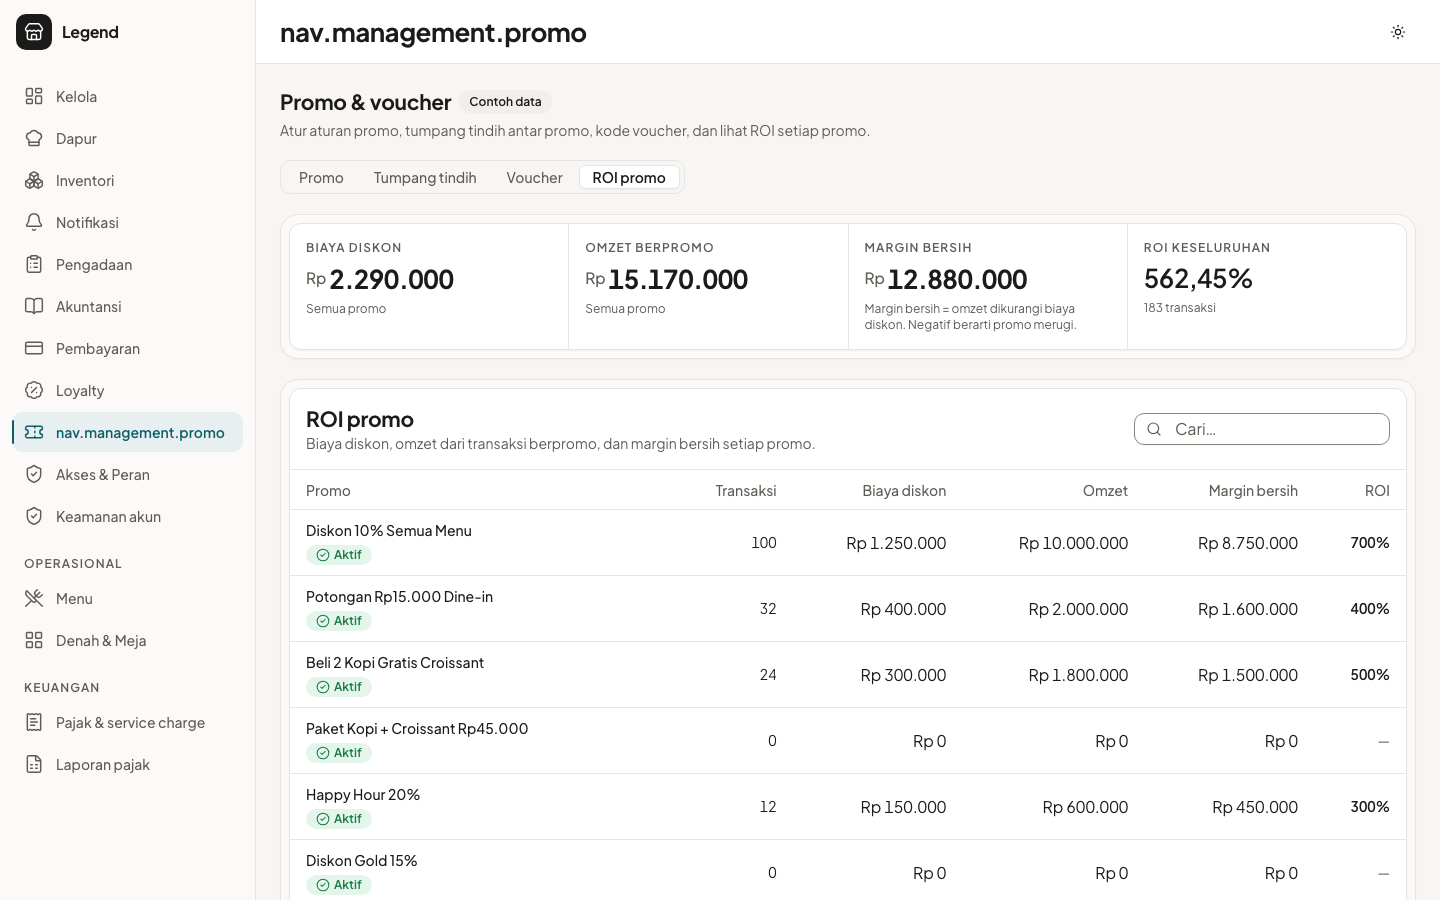 Legend
nav.management.promo
Kelola
Dapur
Inventori
Notifikasi
Pengadaan
Akuntansi
Pembayaran
Loyalty
nav.management.promo
Akses & Peran
Keamanan akun
OPERASIONAL
Menu
Denah & Meja
KEUANGAN
Pajak & service charge
Laporan pajak
Promo & voucher
Contoh data
Atur aturan promo, tumpang tindih antar promo, kode voucher, dan lihat ROI setiap promo.
Promo
Tumpang tindih
Voucher
ROI promo
BIAYA DISKON
Rp 2.290.000
Semua promo
OMZET BERPROMO
Rp 15.170.000
Semua promo
MARGIN BERSIH
Rp 12.880.000
Margin bersih = omzet dikurangi biaya
diskon. Negatif berarti promo merugi.
ROI KESELURUHAN
562,45%
183 transaksi
ROI promo
Biaya diskon, omzet dari transaksi berpromo, dan margin bersih setiap promo.
Cari...
Promo Transaksi Biaya diskon Omzet Margin bersih ROI
Diskon 10% Semua Menu
Aktif
100 Rp 1.250.000 Rp 10.000.000 Rp 8.750.000 700%
Potongan Rp15.000 Dine-in
Aktif
32 Rp 400.000 Rp 2.000.000 Rp 1.600.000 400%
Beli 2 Kopi Gratis Croissant
Aktif
24 Rp 300.000 Rp 1.800.000 Rp 1.500.000 500%
Paket Kopi + Croissant Rp45.000
Aktif
0 Rp 0 Rp 0 Rp 0 —
Happy Hour 20%
Aktif
12 Rp 150.000 Rp 600.000 Rp 450.000 300%
Diskon Gold 15%
Aktif
0 Rp 0 Rp 0 Rp 0 —